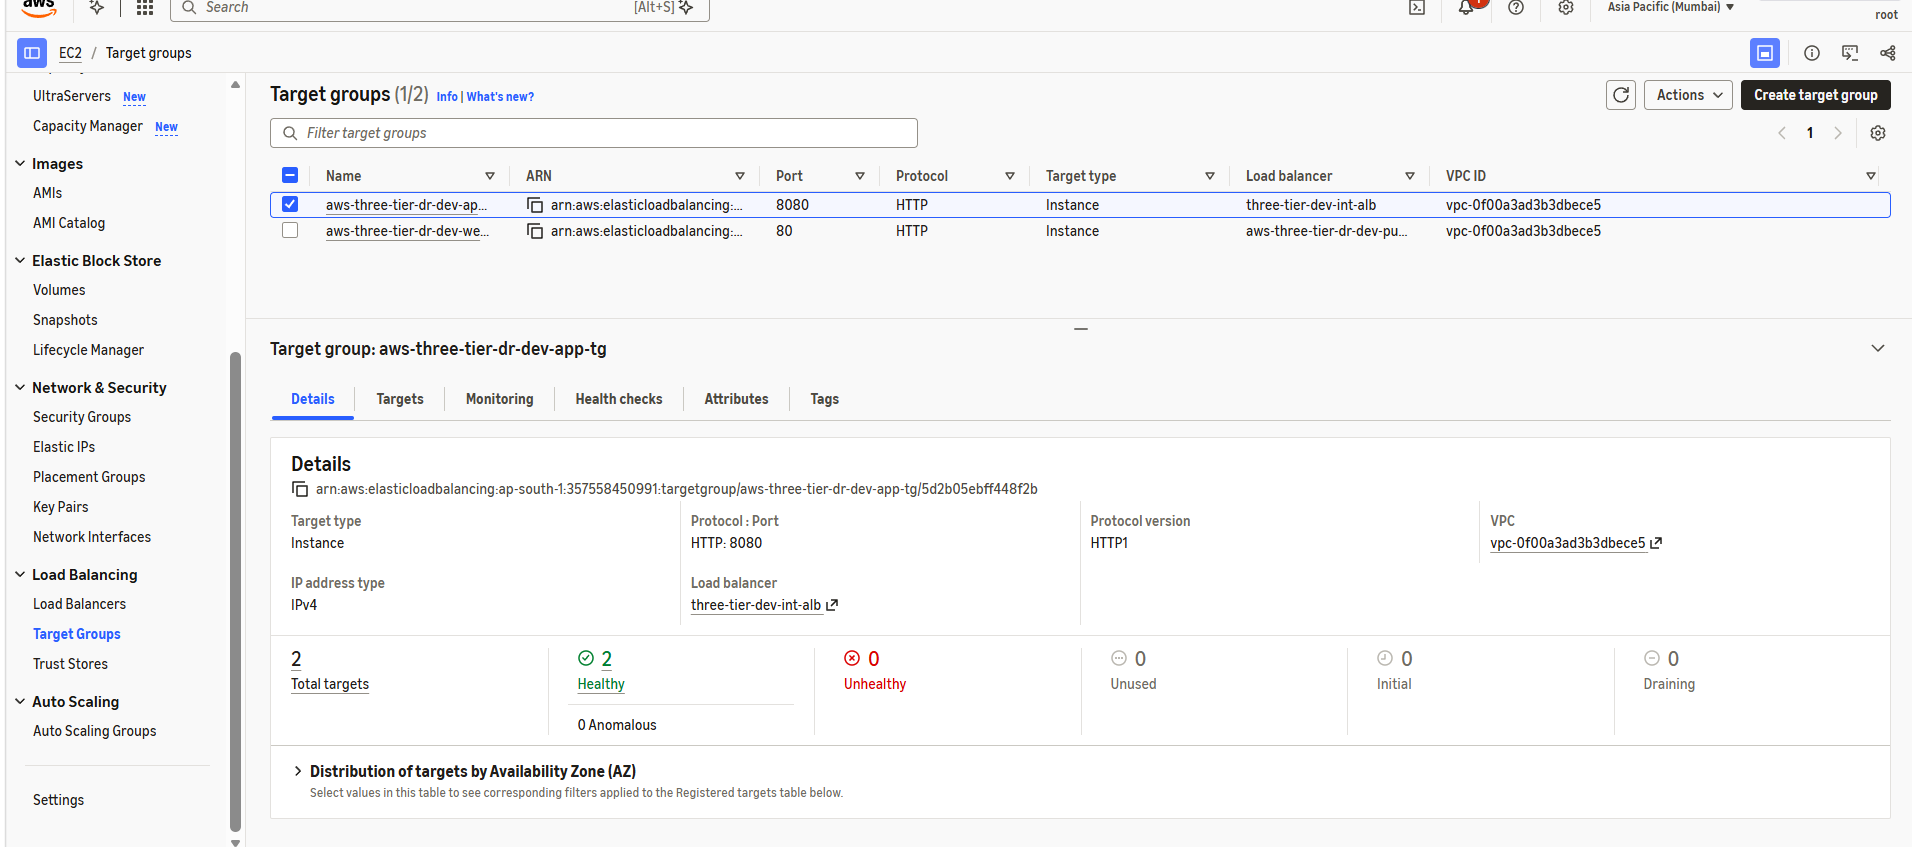 aws
Search [Alt+S]
Asia Pacific (Mumbai)
root
EC2 / Target groups
UltraServers New
Capacity Manager New
Images
AMIs
AMI Catalog
Elastic Block Store
Volumes
Snapshots
Lifecycle Manager
Network & Security
Security Groups
Elastic IPs
Placement Groups
Key Pairs
Network Interfaces
Load Balancing
Load Balancers
Target Groups
Trust Stores
Auto Scaling
Auto Scaling Groups
Settings
Target groups (1/2) Info | What's new?
Actions
Create target group
Filter target groups
1
Name ARN Port Protocol Target type Load balancer VPC ID
aws-three-tier-dr-dev-ap... arn:aws:elasticloadbalancing:... 8080 HTTP Instance three-tier-dev-int-alb vpc-0f00a3ad3b3dbece5
aws-three-tier-dr-dev-we... arn:aws:elasticloadbalancing:... 80 HTTP Instance aws-three-tier-dr-dev-pu... vpc-0f00a3ad3b3dbece5
Target group: aws-three-tier-dr-dev-app-tg
Details Targets Monitoring Health checks Attributes Tags
Details
arn:aws:elasticloadbalancing:ap-south-1:357558450991:targetgroup/aws-three-tier-dr-dev-app-tg/5d2b05ebff448f2b
Target type
Instance
Protocol : Port
HTTP: 8080
Protocol version
HTTP1
VPC
vpc-0f00a3ad3b3dbece5
IP address type
IPv4
Load balancer
three-tier-dev-int-alb
2
Total targets
2
Healthy
0 Anomalous
0
Unhealthy
0
Unused
0
Initial
0
Draining
Distribution of targets by Availability Zone (AZ)
Select values in this table to see corresponding filters applied to the Registered targets table below.